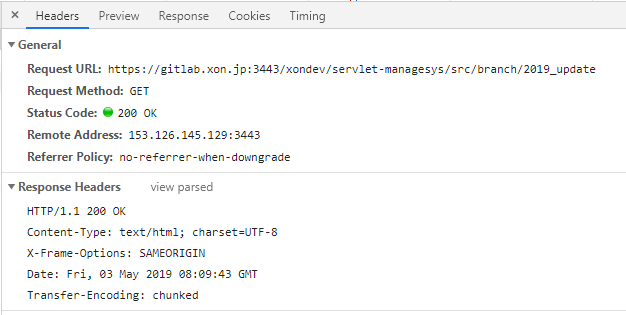 × Headers Preview Response Cookies Timing
▼ General
Request URL: https://gitlab.xon.jp:3443/xondev/servlet-managesys/src/branch/2019_update
Request Method: GET
Status Code: 200 OK
Remote Address: 153.126.145.129:3443
Referrer Policy: no-referrer-when-downgrade
▼ Response Headers view parsed
HTTP/1.1 200 OK
Content-Type: text/html; charset=UTF-8
X-Frame-Options: SAMEORIGIN
Date: Fri, 03 May 2019 08:09:43 GMT
Transfer-Encoding: chunked